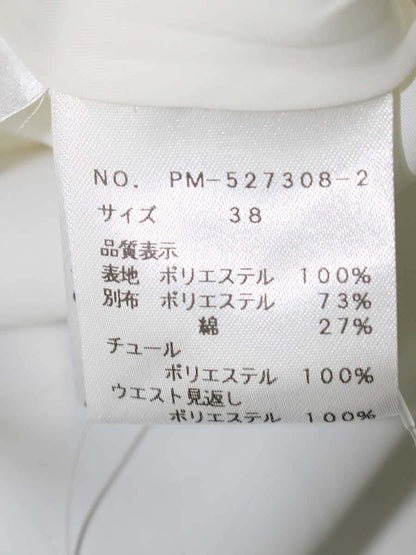 NO. PM-527308-2
サイズ 38
品質表示
表地 ポリエステル 100%
別布 ポリエステル 73%
綿 27%
チュール
ポリエステル 100%
ウエスト見返し
ポリエステル 100%